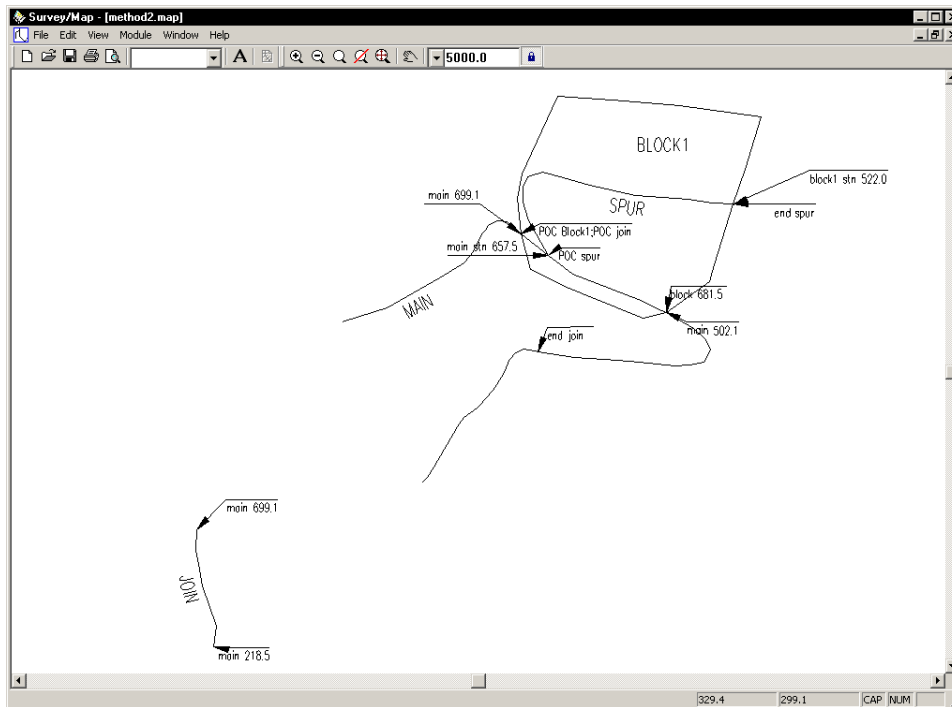 Survey/Map - [method2.map]
File Edit View Module Window Help
A 5000.0
BLOCK1
block1 stn 522.0
main 699.1
SPUR
end spur
POC Block1;POC join
main stn 657.5
POC spur
block 681.5
MAIN
main 502.1
end join
main 699.1
JOIN
main 218.5
329.4 299.1 CAP NUM